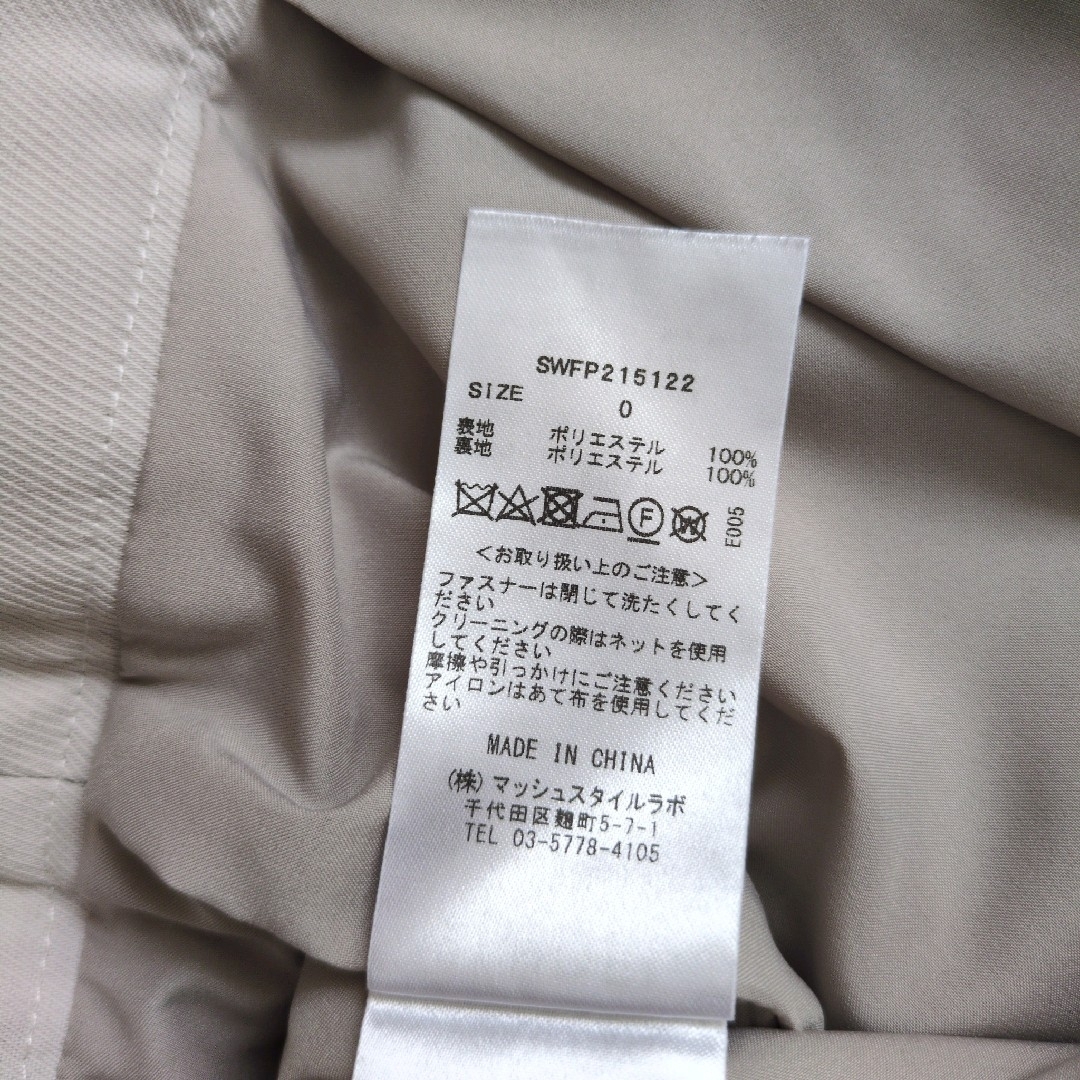 SWFP215122
SIZE 0
表地 ポリエステル 100%
裏地 ポリエステル 100%
F W E005
<お取り扱い上のご注意>
ファスナーは閉じて洗たくしてく
ださい
クリーニングの際はネットを使用
してください
摩擦や引っかけにご注意ください
アイロンはあて布を使用してくだ
さい
MADE IN CHINA
(株)マッシュスタイルラボ
千代田区麹町5-7-1
TEL 03-5778-4105